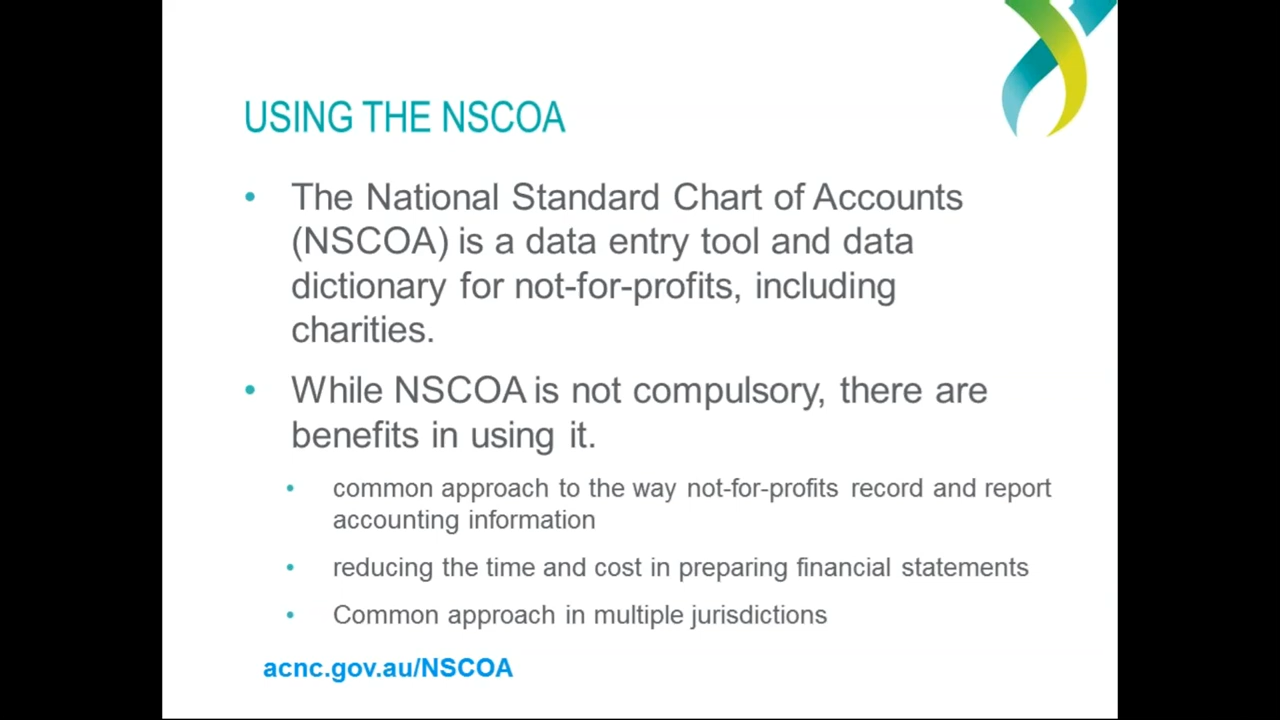 USING THE NSCOA
• The National Standard Chart of Accounts
(NSCOA) is a data entry tool and data
dictionary for not-for-profits, including
charities.
• While NSCOA is not compulsory, there are
benefits in using it.
• common approach to the way not-for-profits record and report
accounting information
• reducing the time and cost in preparing financial statements
• Common approach in multiple jurisdictions
acnc.gov.au/NSCOA